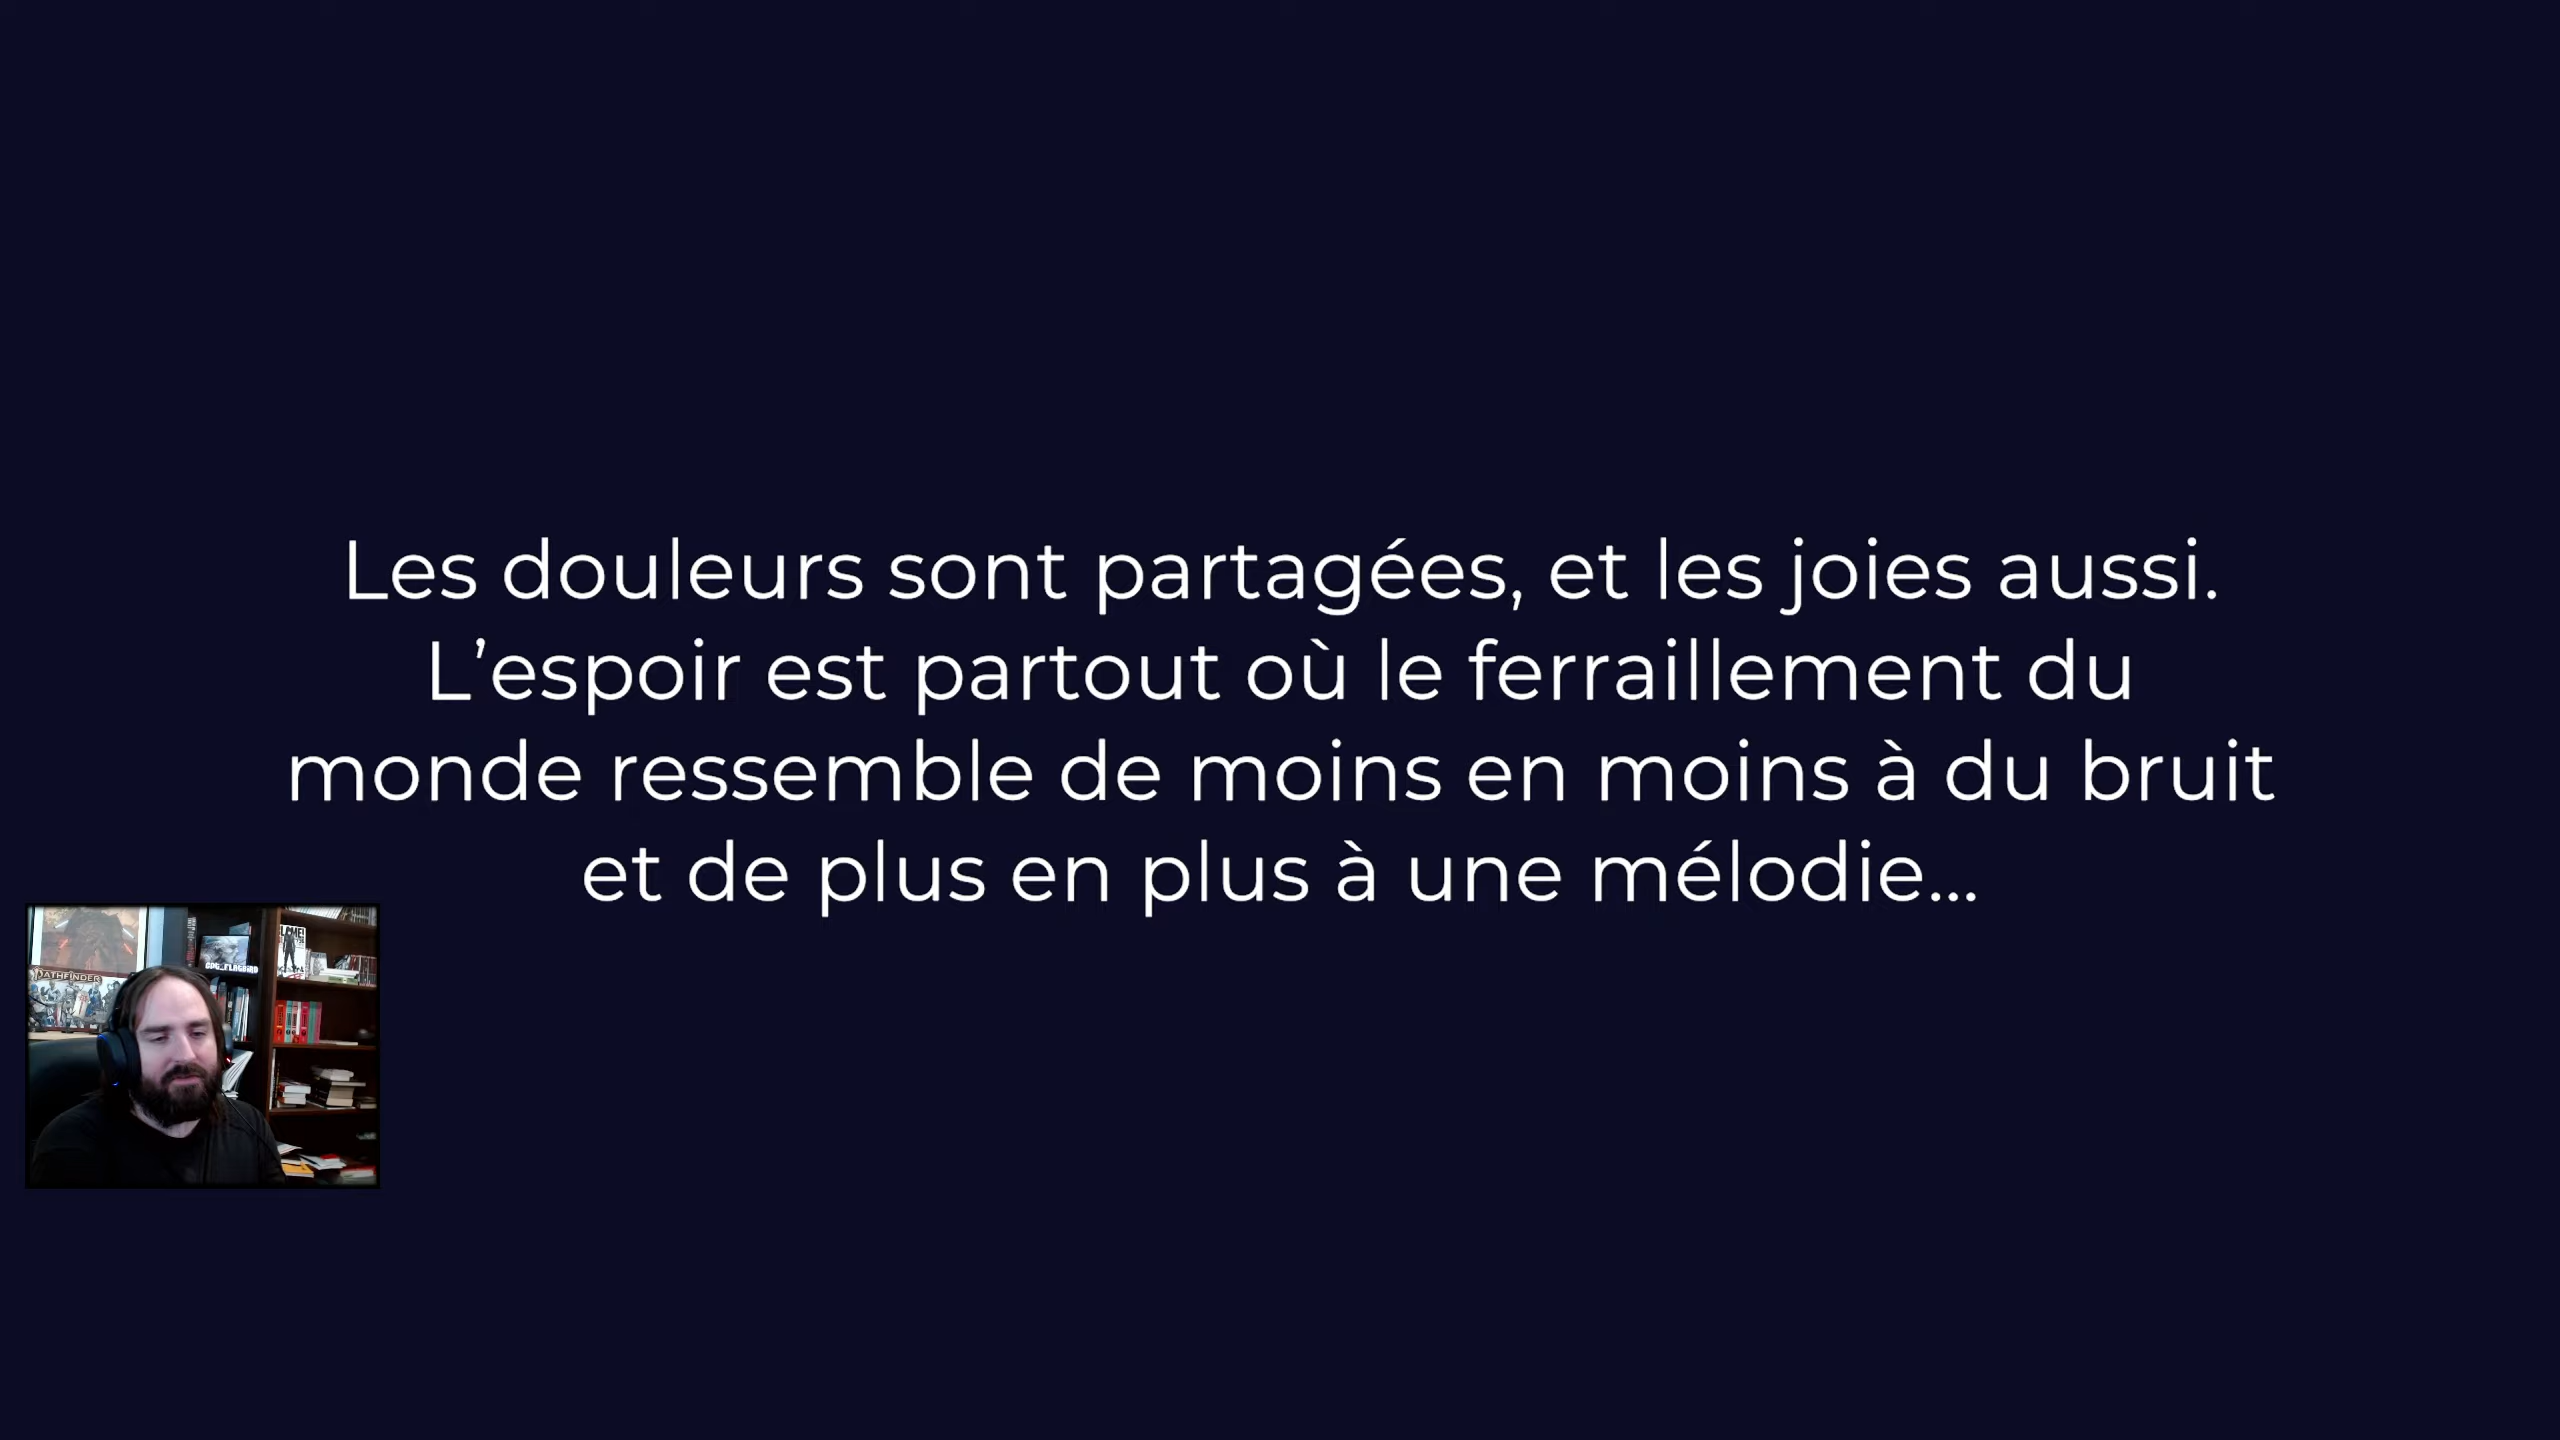 Les douleurs sont partagées, et les joies aussi.
L’espoir est partout où le ferraillement du
monde ressemble de moins en moins à du bruit
et de plus en plus à une mélodie...
PATHFINDER